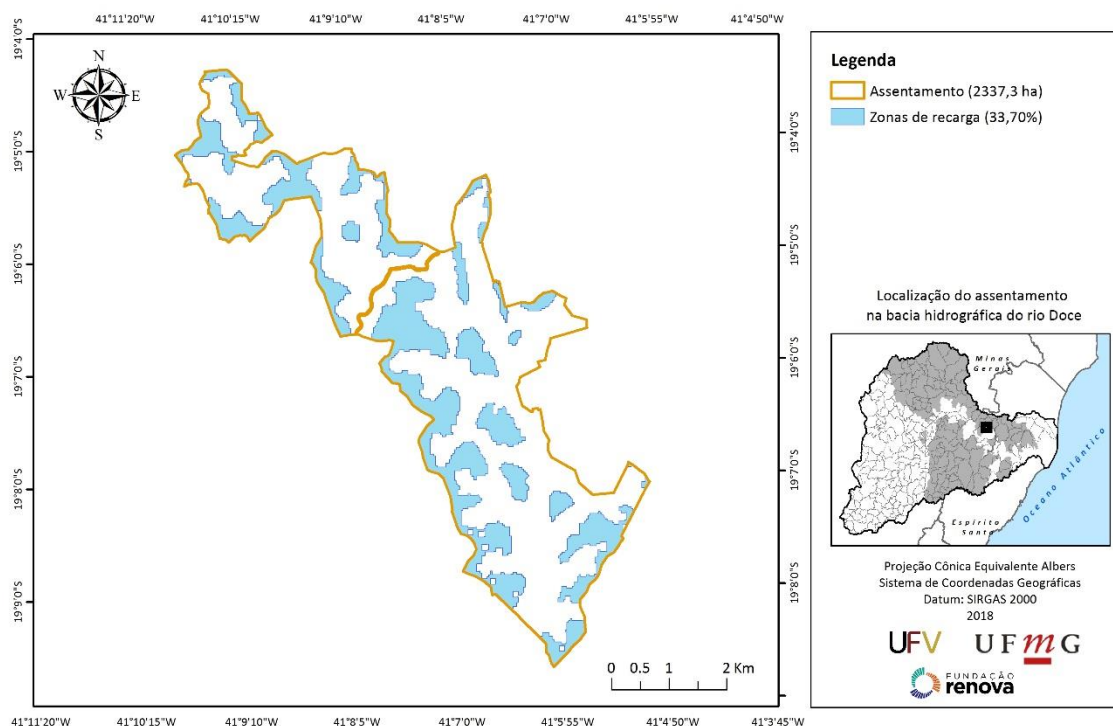 41°11'20"W 41°10'15"W 41°9'10"W 41°8'5"W 41°7'0"W 41°5'55"W 41°4'50"W
19°4'0"S
19°5'0"S
19°6'0"S
19°7'0"S
19°8'0"S
19°9'0"S
N
W E
S
19°4'0"S
19°5'0"S
19°6'0"S
19°7'0"S
19°8'0"S
0 0.5 1 2 Km
41°11'20"W 41°10'15"W 41°9'10"W 41°8'5"W 41°7'0"W 41°5'55"W 41°4'50"W 41°3'45"W
Legenda
Assentamento (2337,3 ha)
Zonas de recarga (33,70%)
Localização do assentamento
na bacia hidrográfica do rio Doce
Minas
Gerais
Oceano Atlântico
Espírito
Santo
Projeção Cônica Equivalente Albers
Sistema de Coordenadas Geográficas
Datum: SIRGAS 2000
2018
UFV UFmG
FUNDAÇÃO
renova